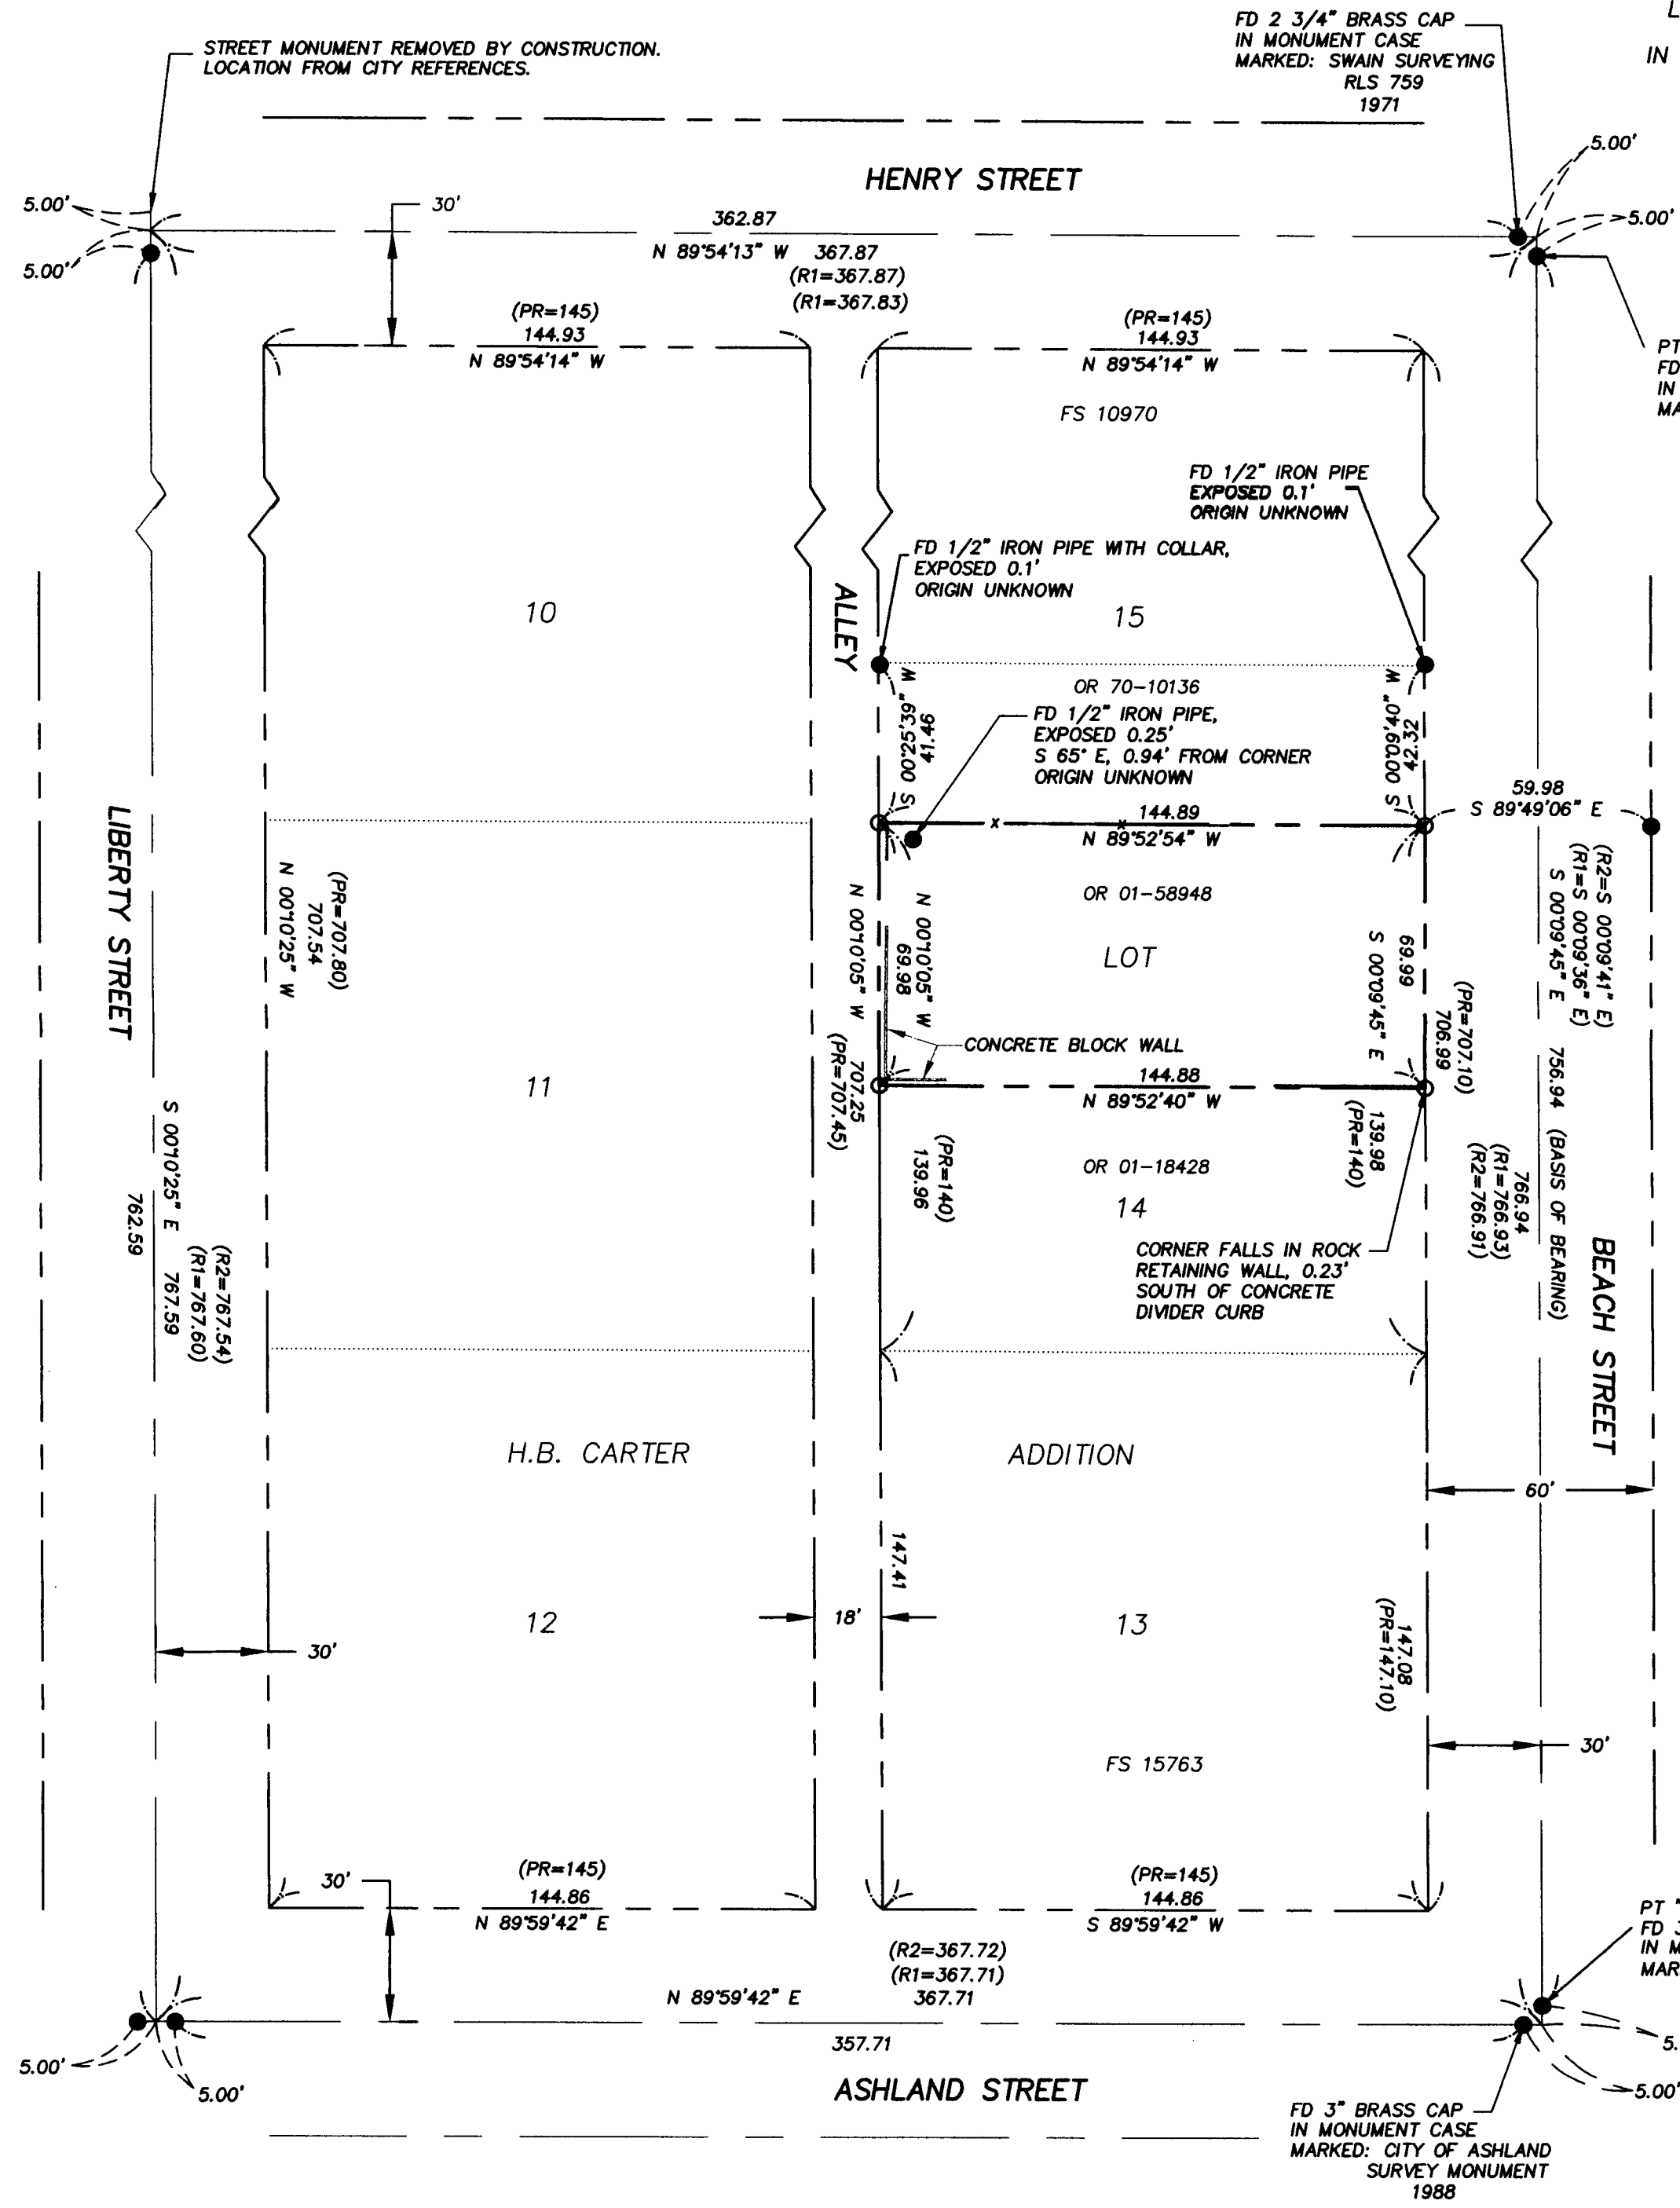 L
IN
STREET MONUMENT REMOVED BY CONSTRUCTION.
LOCATION FROM CITY REFERENCES.
FD 2 3/4" BRASS CAP
IN MONUMENT CASE
MARKED: SWAIN SURVEYING
RLS 759
1971
5.00'
5.00'
HENRY STREET
5.00'
5.00'
30'
362.87
N 89°54'13" W 367.87
(R1=367.87)
(R1=367.83)
(PR=145)
144.93
N 89°54'14" W
(PR=145)
144.93
N 89°54'14" W
PT
FD
IN
MA
FS 10970
FD 1/2" IRON PIPE
EXPOSED 0.1'
ORIGIN UNKNOWN
FD 1/2" IRON PIPE WITH COLLAR,
EXPOSED 0.1'
ORIGIN UNKNOWN
10
ALLEY
15
OR 70-10136
S 00°25'39" W
41.46
S 00°09'40" W
42.32
FD 1/2" IRON PIPE,
EXPOSED 0.25'
S 65° E, 0.94' FROM CORNER
ORIGIN UNKNOWN
59.98
S 89°49'06" E
144.89
N 89°52'54" W
LIBERTY STREET
(PR=707.80)
707.54
N 00°10'25" W
N 00°10'05" W 707.25
(PR=707.45)
N 00°10'05" W
69.98
OR 01-58948
LOT
69.99
S 00°09'45" E
(PR=707.10)
706.99
(R2=S 00°09'41" E)
(R1=S 00°09'36" E)
S 00°09'45" E 756.94 (BASIS OF BEARING)
766.94
(R1=766.93)
(R2=766.91)
CONCRETE BLOCK WALL
144.88
N 89°52'40" W
11
S 00°10'25" E 767.59
762.59
(R2=767.54)
(R1=767.60)
(PR=140)
139.96
139.98
(PR=140)
OR 01-18428
14
CORNER FALLS IN ROCK
RETAINING WALL, 0.23'
SOUTH OF CONCRETE
DIVIDER CURB
BEACH STREET
H.B. CARTER ADDITION
60'
147.41
12
18'
13
147.08
(PR=147.10)
30'
30'
FS 15763
30'
(PR=145)
144.86
N 89°59'42" E
(PR=145)
144.86
S 89°59'42" W
PT "
FD 3
IN M
MAR
(R2=367.72)
(R1=367.71)
N 89°59'42" E 367.71
357.71
5.00'
5.00'
5.
5.00'
ASHLAND STREET
FD 3" BRASS CAP
IN MONUMENT CASE
MARKED: CITY OF ASHLAND
SURVEY MONUMENT
1988